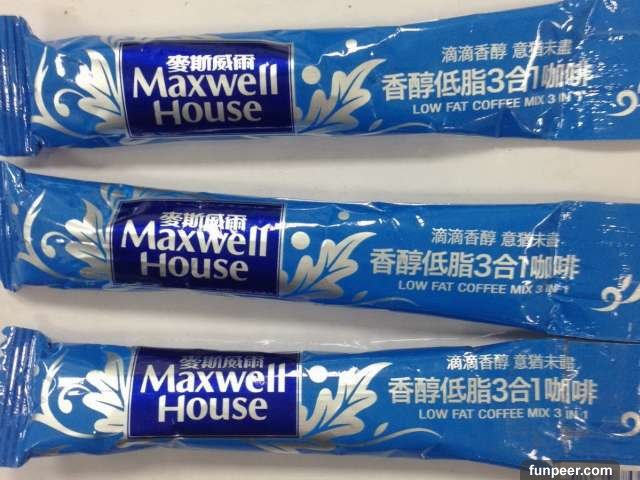 麥斯威爾
Maxwell
House
滴滴香醇 意猶未盡
香醇低脂3合1咖啡
LOW FAT COFFEE MIX 3 IN 1
麥斯威爾
Maxwell
House
滴滴香醇 意猶未盡
香醇低脂3合1咖啡
LOW FAT COFFEE MIX 3 IN 1
麥斯威爾
Maxwell
House
滴滴香醇 意猶未盡
香醇低脂3合1咖啡
LOW FAT COFFEE MIX 3 IN 1
funpeer.com